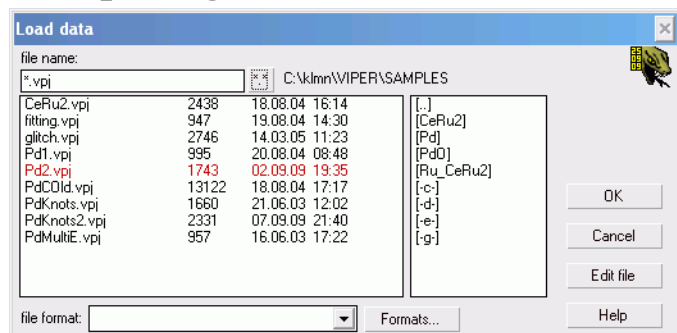 Load data
file name:
*.vpj
*.* C:\klmn\VIPER\SAMPLES
25
09
09
CeRu2.vpj 2438 18.08.04 16:14 [..]
fitting.vpj 947 19.08.04 14:30 [CeRu2]
glitch.vpj 2746 14.03.05 11:23 [Pd]
Pd1.vpj 995 20.08.04 08:48 [PdO]
Pd2.vpj 1743 02.09.09 19:35 [Ru_CeRu2]
PdCOld.vpj 13122 18.08.04 17:17 [-c-]
PdKnots.vpj 1660 21.06.03 12:02 [-d-]
PdKnots2.vpj 2331 07.09.09 21:40 [-e-]
PdMultiE.vpj 957 16.06.03 17:22 [-g-]
OK
Cancel
Edit file
file format: Formats... Help